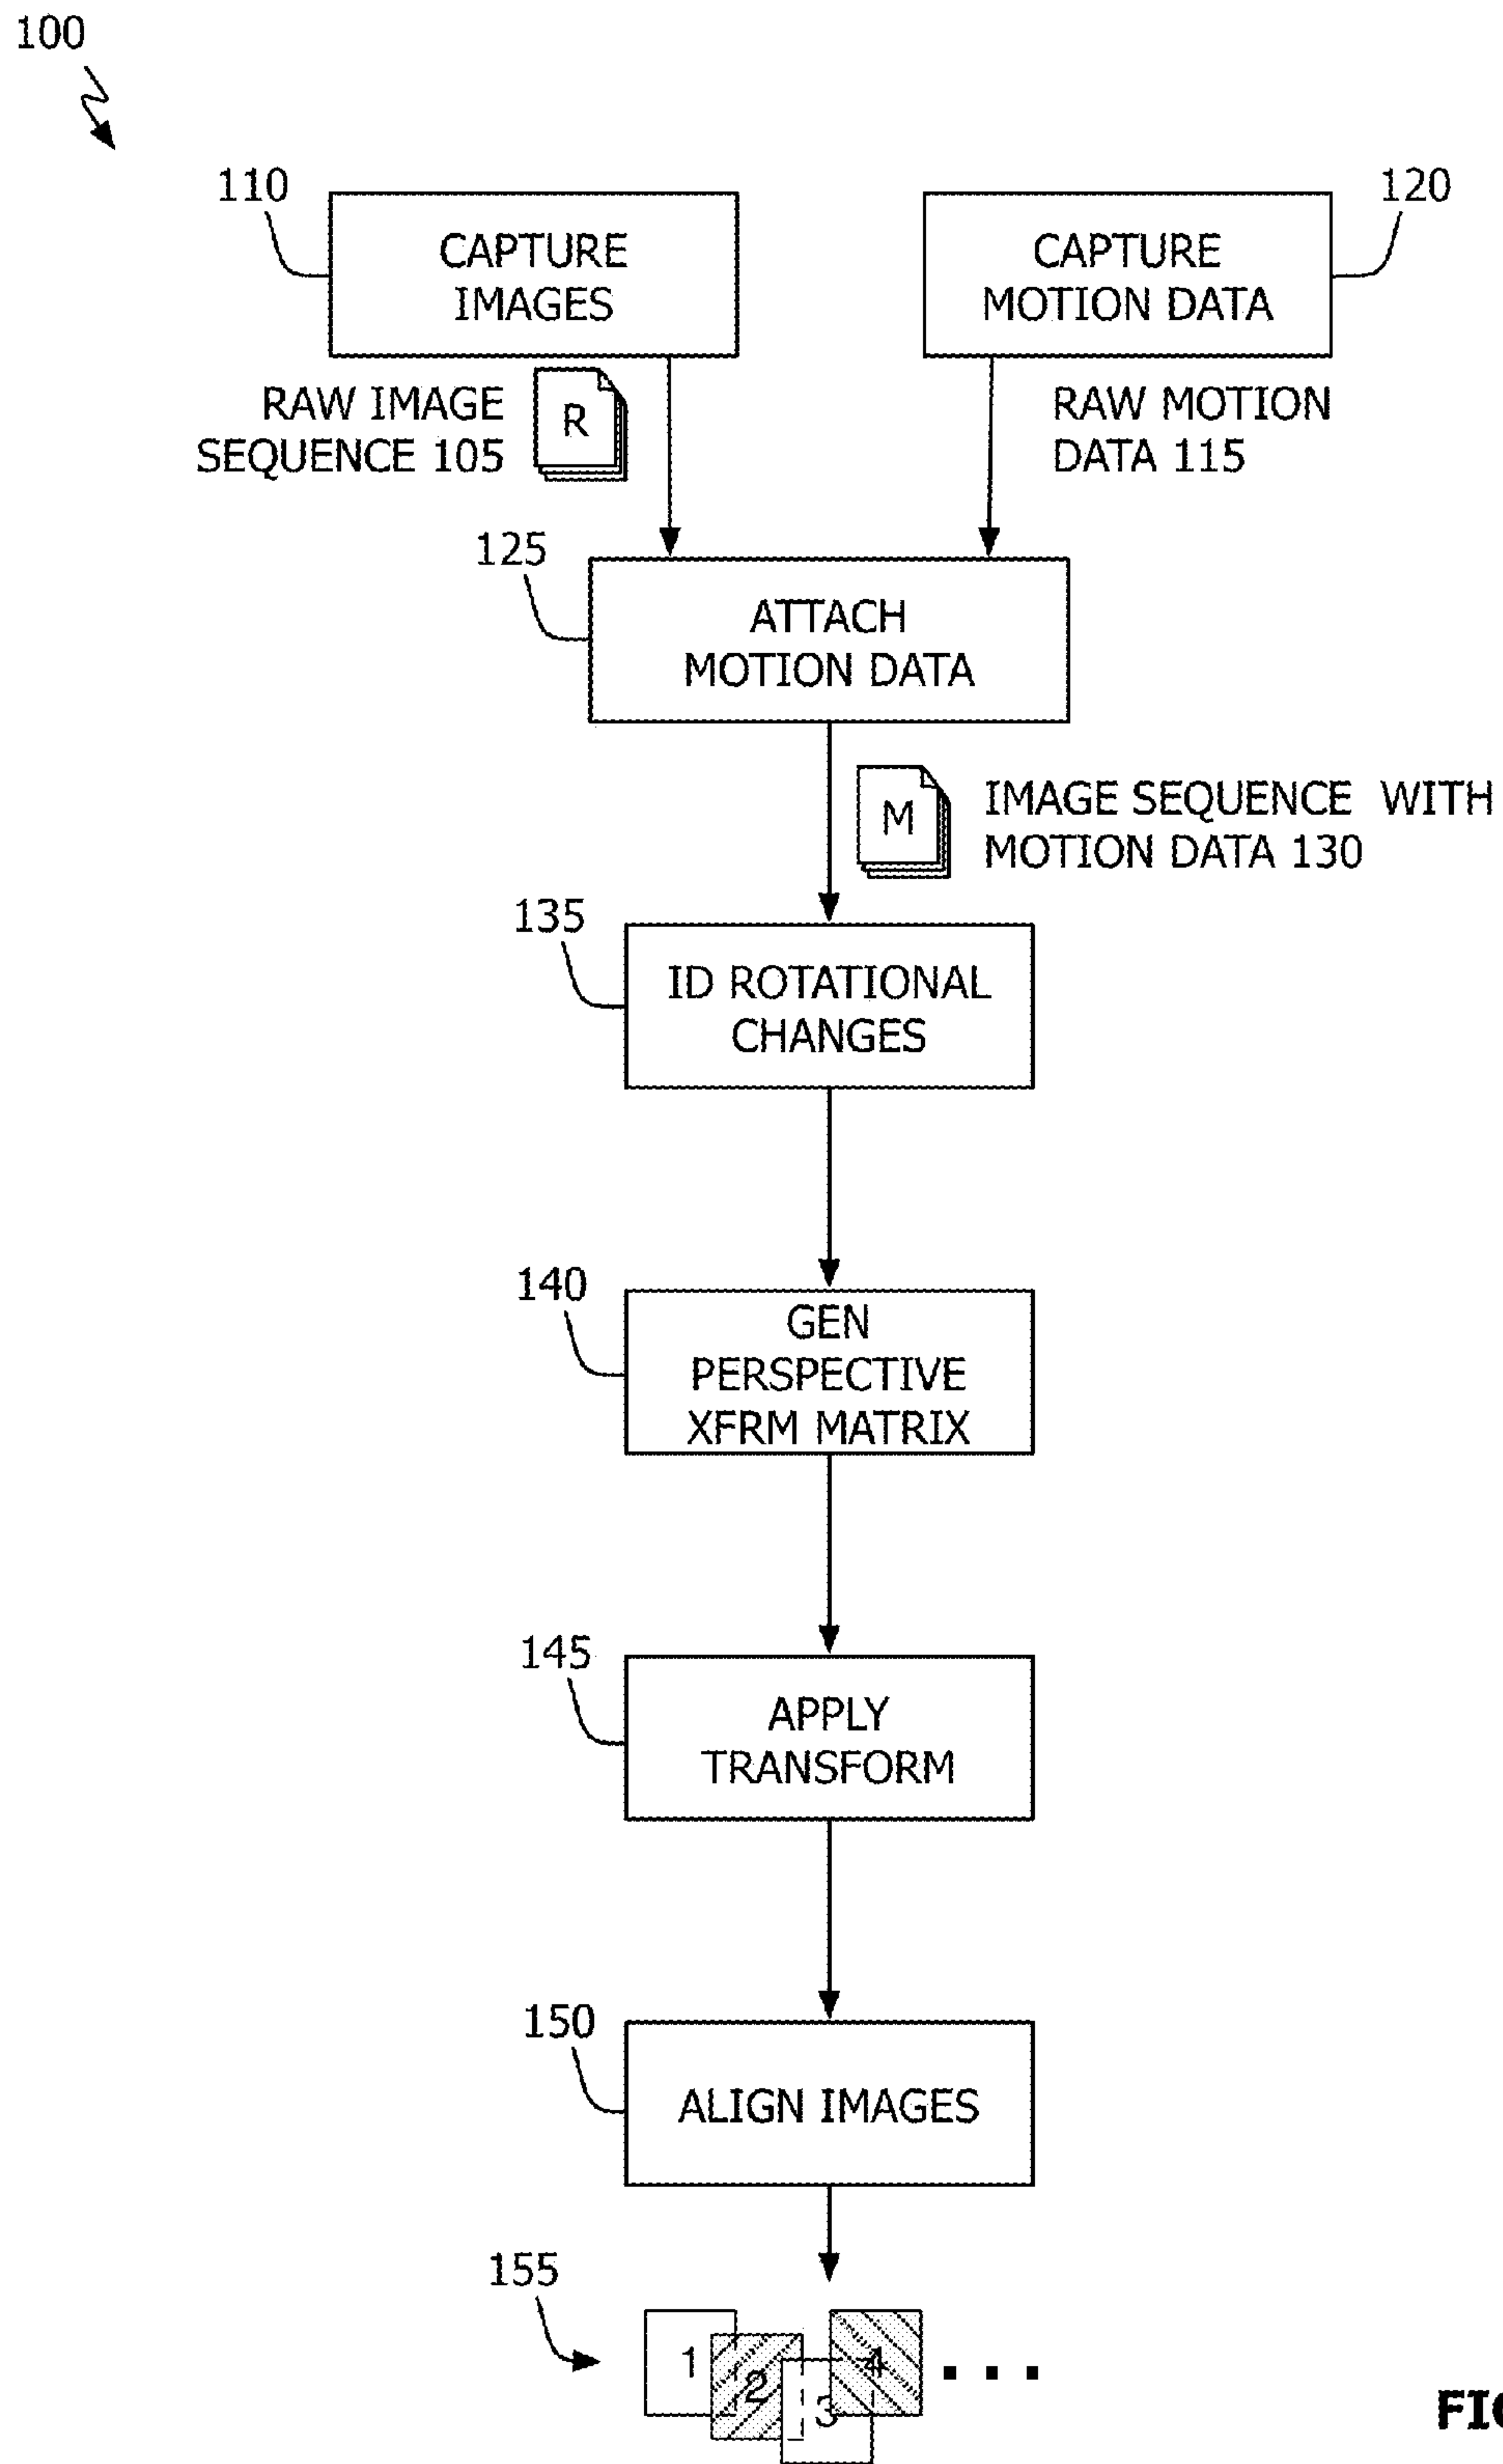 100
110
CAPTURE
IMAGES
120
CAPTURE
MOTION DATA
RAW IMAGE
SEQUENCE 105
R
RAW MOTION
DATA 115
125
ATTACH
MOTION DATA
M
IMAGE SEQUENCE WITH
MOTION DATA 130
135
ID ROTATIONAL
CHANGES
140
GEN
PERSPECTIVE
XFRM MATRIX
145
APPLY
TRANSFORM
150
ALIGN IMAGES
155
1
2
3
4
. . .